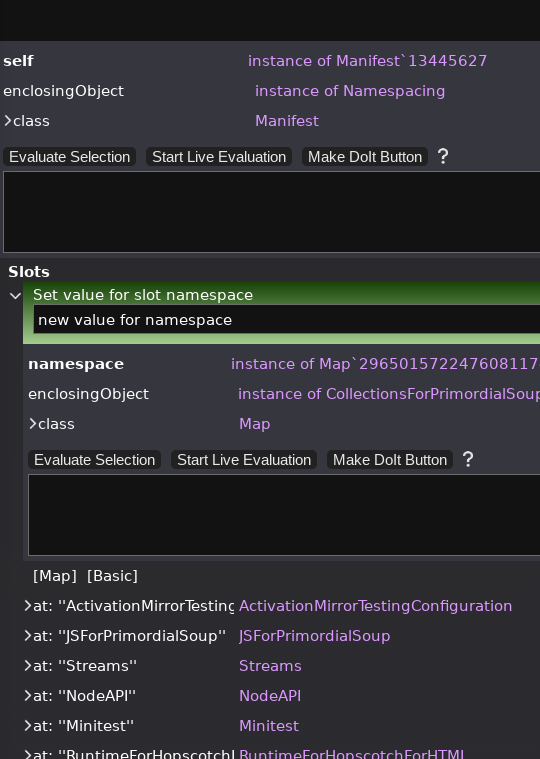 self instance of Manifest`13445627
enclosingObject instance of Namespacing
class Manifest
Evaluate Selection Start Live Evaluation Make DoIt Button ?
Slots
Set value for slot namespace
new value for namespace
namespace instance of Map`2965015722476081174
enclosingObject instance of CollectionsForPrimordialSoup
class Map
Evaluate Selection Start Live Evaluation Make DoIt Button ?
[Map] [Basic]
at: ''ActivationMirrorTesting ActivationMirrorTestingConfiguration
at: ''JSForPrimordialSoup'' JSForPrimordialSoup
at: ''Streams'' Streams
at: ''NodeAPI'' NodeAPI
at: ''Minitest'' Minitest
at: ''RuntimeForHopscotchF RuntimeForHopscotchForHTML